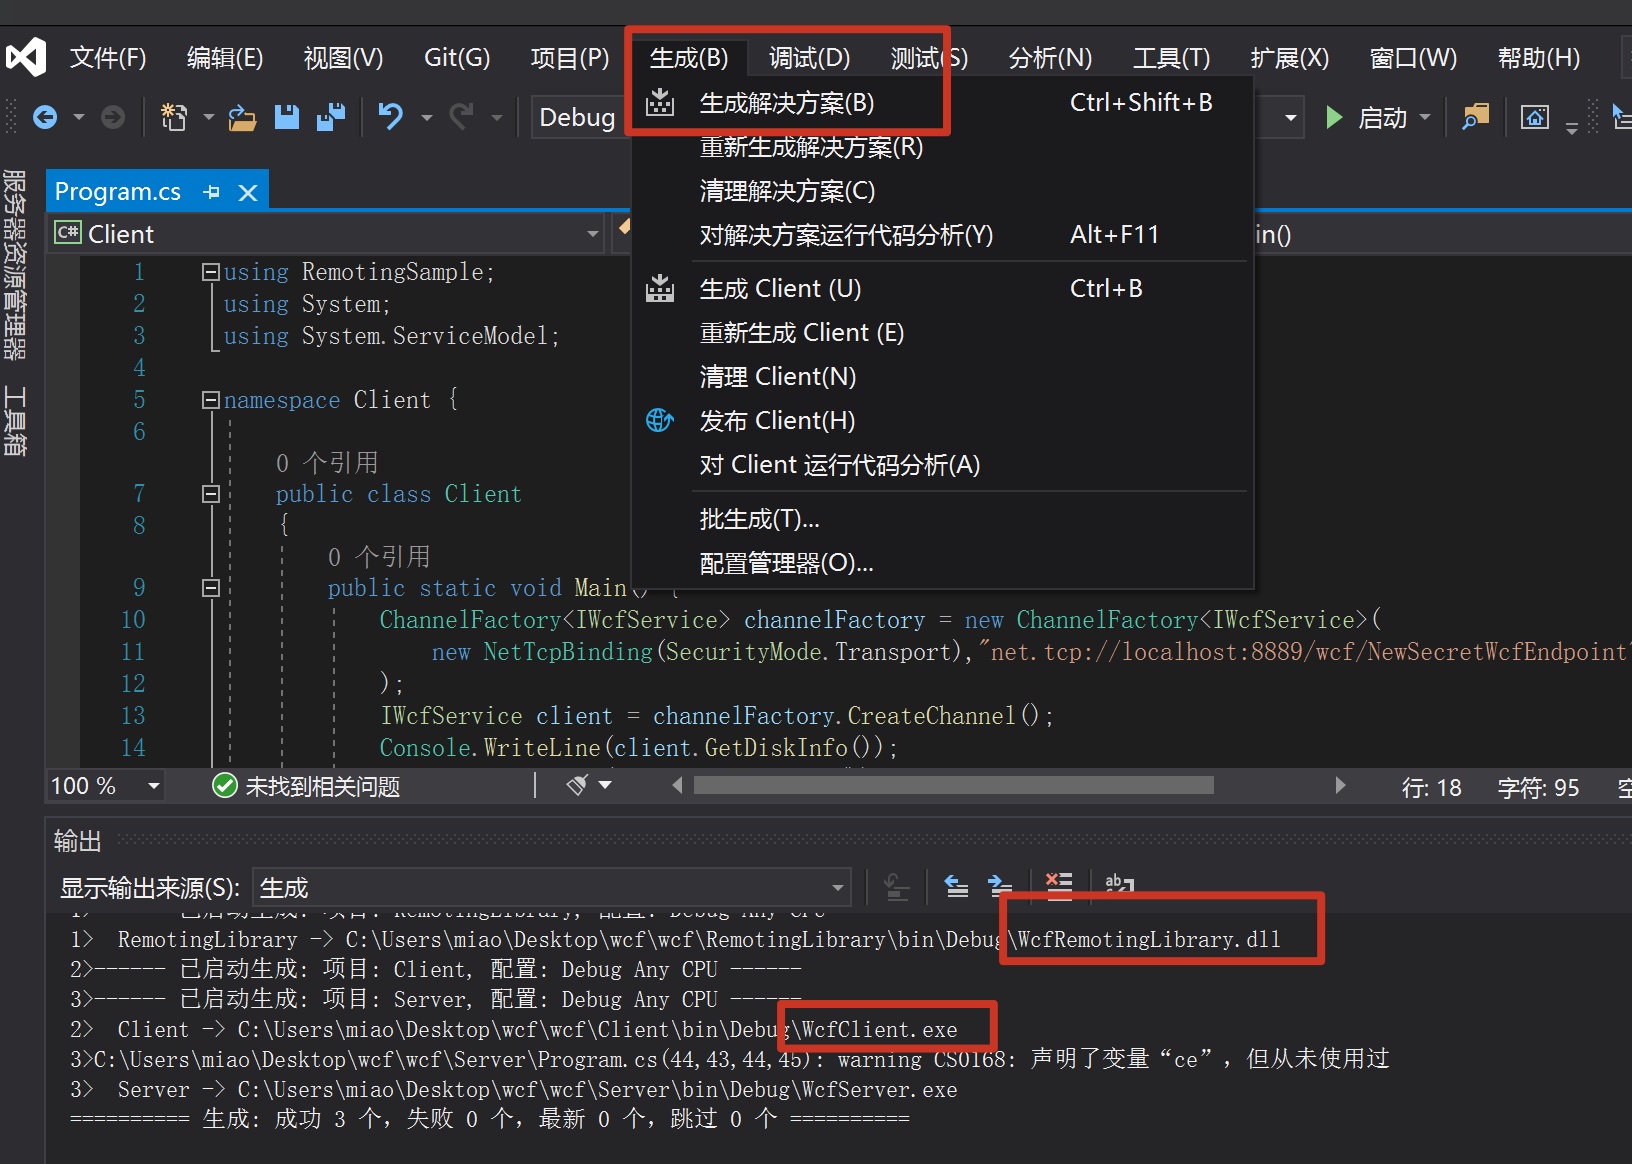 文件(F) 编辑(E) 视图(V) Git(G) 项目(P) 生成(B) 调试(D) 测试(S) 分析(N) 工具(T) 扩展(X) 窗口(W) 帮助(H)
Debug 启动
生成解决方案(B) Ctrl+Shift+B
重新生成解决方案(R)
清理解决方案(C)
对解决方案运行代码分析(Y) Alt+F11
生成 Client (U) Ctrl+B
重新生成 Client (E)
清理 Client(N)
发布 Client(H)
对 Client 运行代码分析(A)
批生成(T)...
配置管理器(O)...
服务器资源管理器
工具箱
Program.cs
C# Client in()
1 using RemotingSample;
2 using System;
3 using System.ServiceModel;
4
5 namespace Client {
6
0 个引用
7 public class Client
8 {
0 个引用
9 public static void Main() {
10 ChannelFactory<IWcfService> channelFactory = new ChannelFactory<IWcfService>(
11 new NetTcpBinding(SecurityMode.Transport),"net.tcp://localhost:8889/wcf/NewSecretWcfEndpoint"
12 );
13 IWcfService client = channelFactory.CreateChannel();
14 Console.WriteLine(client.GetDiskInfo());
100 % 未找到相关问题 行: 18 字符: 95 空
输出
显示输出来源(S): 生成
1>------ 已启动生成: 项目: RemotingLibrary, 配置: Debug Any CPU
1> RemotingLibrary -> C:\Users\miao\Desktop\wcf\wcf\RemotingLibrary\bin\Debug\WcfRemotingLibrary.dll
2>------ 已启动生成: 项目: Client, 配置: Debug Any CPU ------
3>------ 已启动生成: 项目: Server, 配置: Debug Any CPU ------
2> Client -> C:\Users\miao\Desktop\wcf\wcf\Client\bin\Debug\WcfClient.exe
3>C:\Users\miao\Desktop\wcf\wcf\Server\Program.cs(44,43,44,45): warning CS0168: 声明了变量“ce”，但从未使用过
3> Server -> C:\Users\miao\Desktop\wcf\wcf\Server\bin\Debug\WcfServer.exe
========== 生成: 成功 3 个，失败 0 个，最新 0 个，跳过 0 个 ==========